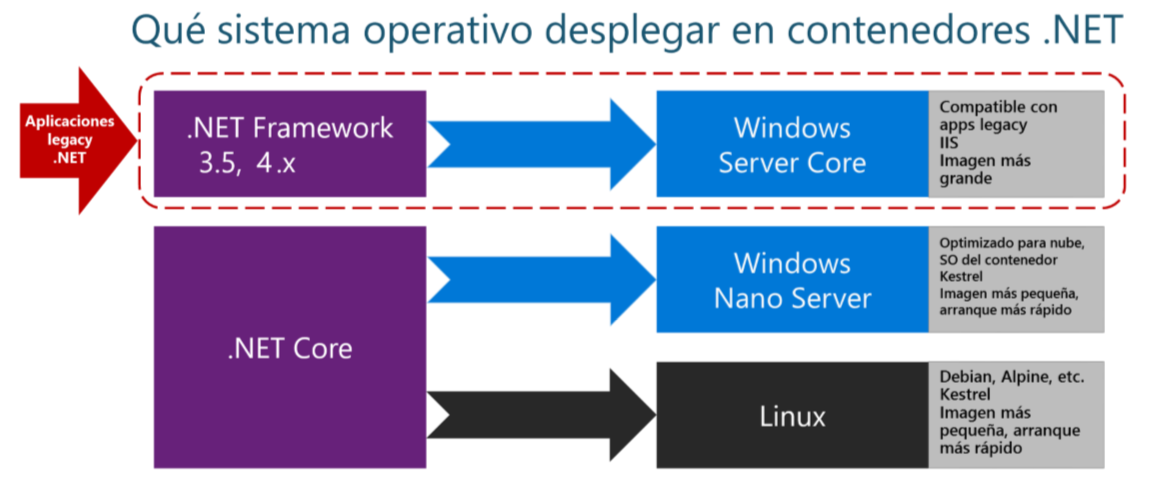 Qué sistema operativo desplegar en contenedores .NET
Aplicaciones
legacy
.NET
.NET Framework
3.5, 4.x
Windows
Server Core
Compatible con
apps legacy
IIS
Imagen más
grande
.NET Core
Windows
Nano Server
Optimizado para nube,
SO del contenedor
Kestrel
Imagen más pequeña,
arranque más rápido
Linux
Debian, Alpine, etc.
Kestrel
Imagen más
pequeña, arranque
más rápido